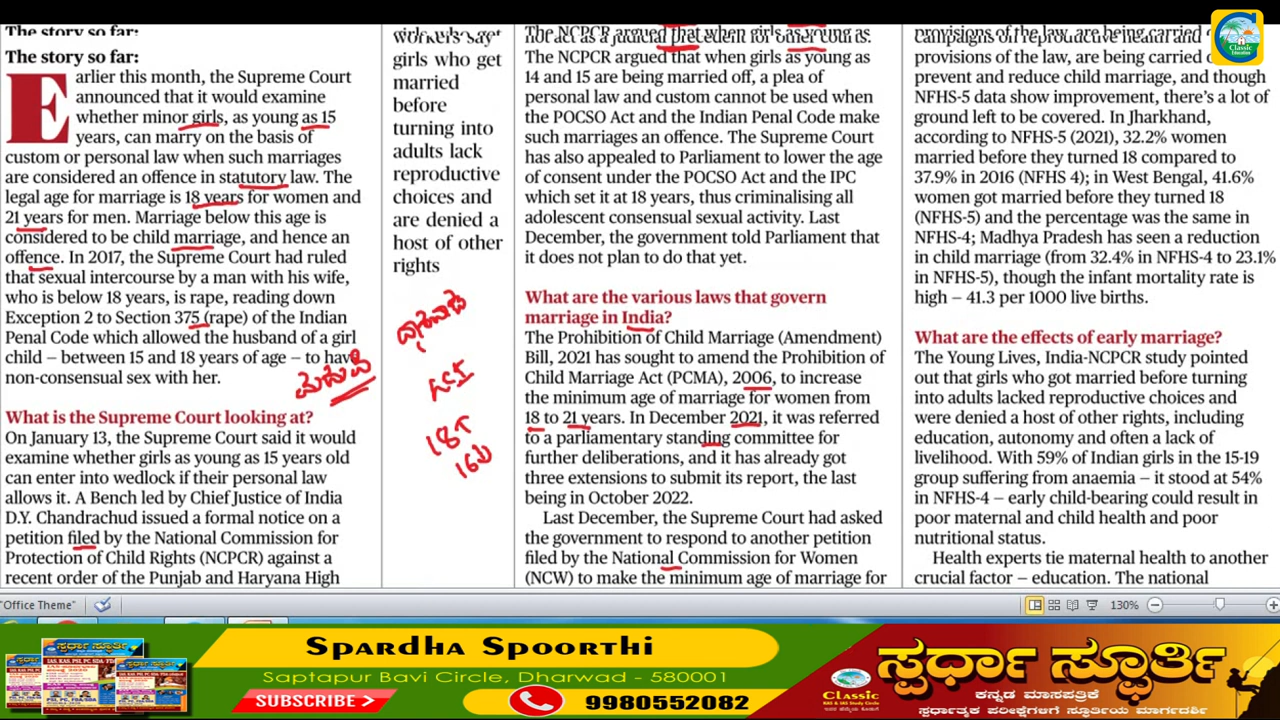 The story so far:
The story so far:
Earlier this month, the Supreme Court
announced that it would examine
whether minor girls, as young as 15
years, can marry on the basis of
custom or personal law when such marriages
are considered an offence in statutory law. The
legal age for marriage is 18 years for women and
21 years for men. Marriage below this age is
considered to be child marriage, and hence an
offence. In 2017, the Supreme Court had ruled
that sexual intercourse by a man with his wife,
who is below 18 years, is rape, reading down
Exception 2 to Section 375 (rape) of the Indian
Penal Code which allowed the husband of a girl
child – between 15 and 18 years of age – to have
non-consensual sex with her.
What is the Supreme Court looking at?
On January 13, the Supreme Court said it would
examine whether girls as young as 15 years old
can enter into wedlock if their personal law
allows it. A Bench led by Chief Justice of India
D.Y. Chandrachud issued a formal notice on a
petition filed by the National Commission for
Protection of Child Rights (NCPCR) against a
recent order of the Punjab and Haryana High
workers say
girls who get
married
before
turning into
adults lack
reproductive
choices and
are denied a
host of other
rights
18
16
The NCPCR argued that when girls as young as
14 and 15 are being married off, a plea of
personal law and custom cannot be used when
the POCSO Act and the Indian Penal Code make
such marriages an offence. The Supreme Court
has also appealed to Parliament to lower the age
of consent under the POCSO Act and the IPC
which set it at 18 years, thus criminalising all
adolescent consensual sexual activity. Last
December, the government told Parliament that
it does not plan to do that yet.
What are the various laws that govern
marriage in India?
The Prohibition of Child Marriage (Amendment)
Bill, 2021 has sought to amend the Prohibition of
Child Marriage Act (PCMA), 2006, to increase
the minimum age of marriage for women from
18 to 21 years. In December 2021, it was referred
to a parliamentary standing committee for
further deliberations, and it has already got
three extensions to submit its report, the last
being in October 2022.
Last December, the Supreme Court had asked
the government to respond to another petition
filed by the National Commission for Women
(NCW) to make the minimum age of marriage for
provisions of the law, are being carried
prevent and reduce child marriage, and though
NFHS-5 data show improvement, there's a lot of
ground left to be covered. In Jharkhand,
according to NFHS-5 (2021), 32.2% women
married before they turned 18 compared to
37.9% in 2016 (NFHS 4); in West Bengal, 41.6%
women got married before they turned 18
(NFHS-5) and the percentage was the same in
NFHS-4; Madhya Pradesh has seen a reduction
in child marriage (from 32.4% in NFHS-4 to 23.1%
in NFHS-5), though the infant mortality rate is
high – 41.3 per 1000 live births.
What are the effects of early marriage?
The Young Lives, India-NCPCR study pointed
out that girls who got married before turning
into adults lacked reproductive choices and
were denied a host of other rights, including
education, autonomy and often a lack of
livelihood. With 59% of Indian girls in the 15-19
group suffering from anaemia – it stood at 54%
in NFHS-4 – early child-bearing could result in
poor maternal and child health and poor
nutritional status.
Health experts tie maternal health to another
crucial factor – education. The national
Classic
Education
"Office Theme"
130%
Spardha Spoorthi
Saptapur Bavi Circle, Dharwad - 580001
SUBSCRIBE
9980552082
ಸ್ಪರ್ಧಾ ಸ್ಫೂರ್ತಿ
ಕನ್ನಡ ಮಾಸಪತ್ರಿಕೆ
ಸ್ಪರ್ಧಾತ್ಮಕ ಪರೀಕ್ಷೆಗಳಿಗೆ ಸ್ಫೂರ್ತಿಯ ಮಾರ್ಗದರ್ಶಿ
Classic
KAS & IAS Study Circle